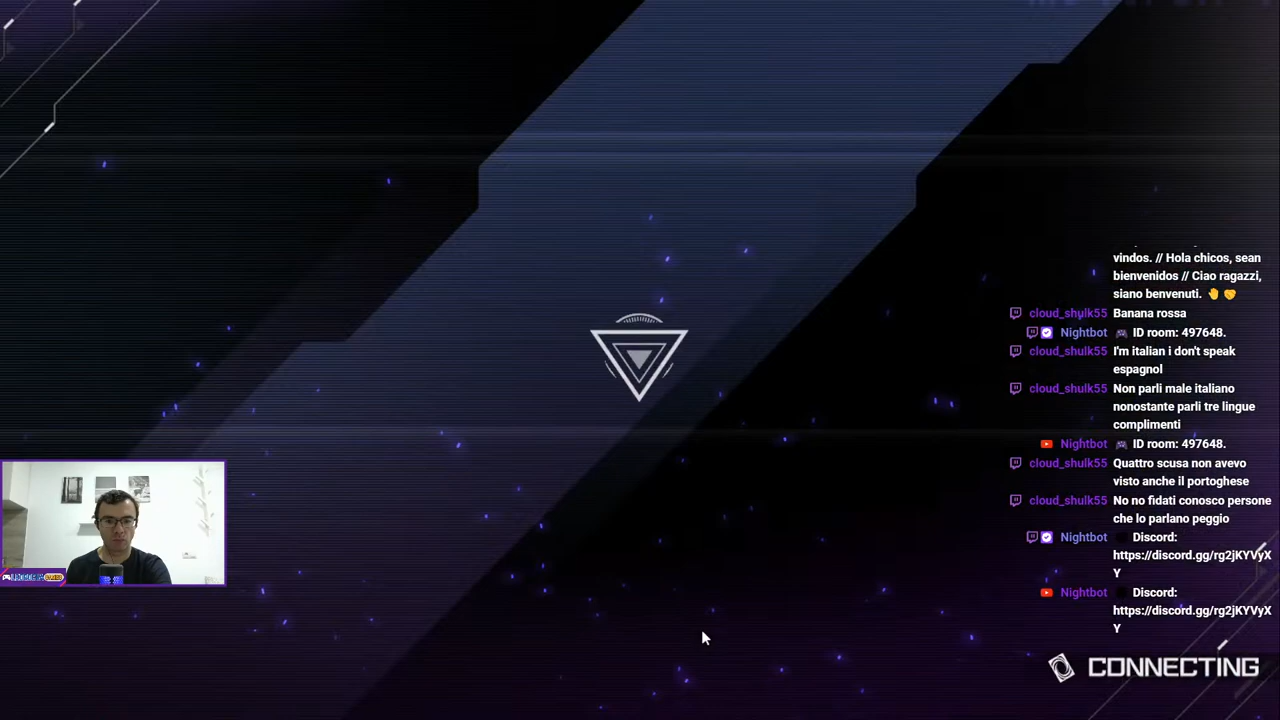 vindos. // Hola chicos, sean
bienvenidos // Ciao ragazzi,
siano benvenuti. 🤚 🤝
cloud_shulk55 Banana rossa
Nightbot 🎮 ID room: 497648.
cloud_shulk55 I'm italian i don't speak
espagnol
cloud_shulk55 Non parli male italiano
nonostante parli tre lingue
complimenti
Nightbot 🎮 ID room: 497648.
cloud_shulk55 Quattro scusa non avevo
visto anche il portoghese
cloud_shulk55 No no fidati conosco persone
che lo parlano peggio
Nightbot Discord:
https://discord.gg/rg2jKYVyX
Y
Nightbot Discord:
https://discord.gg/rg2jKYVyX
Y
CONNECTING